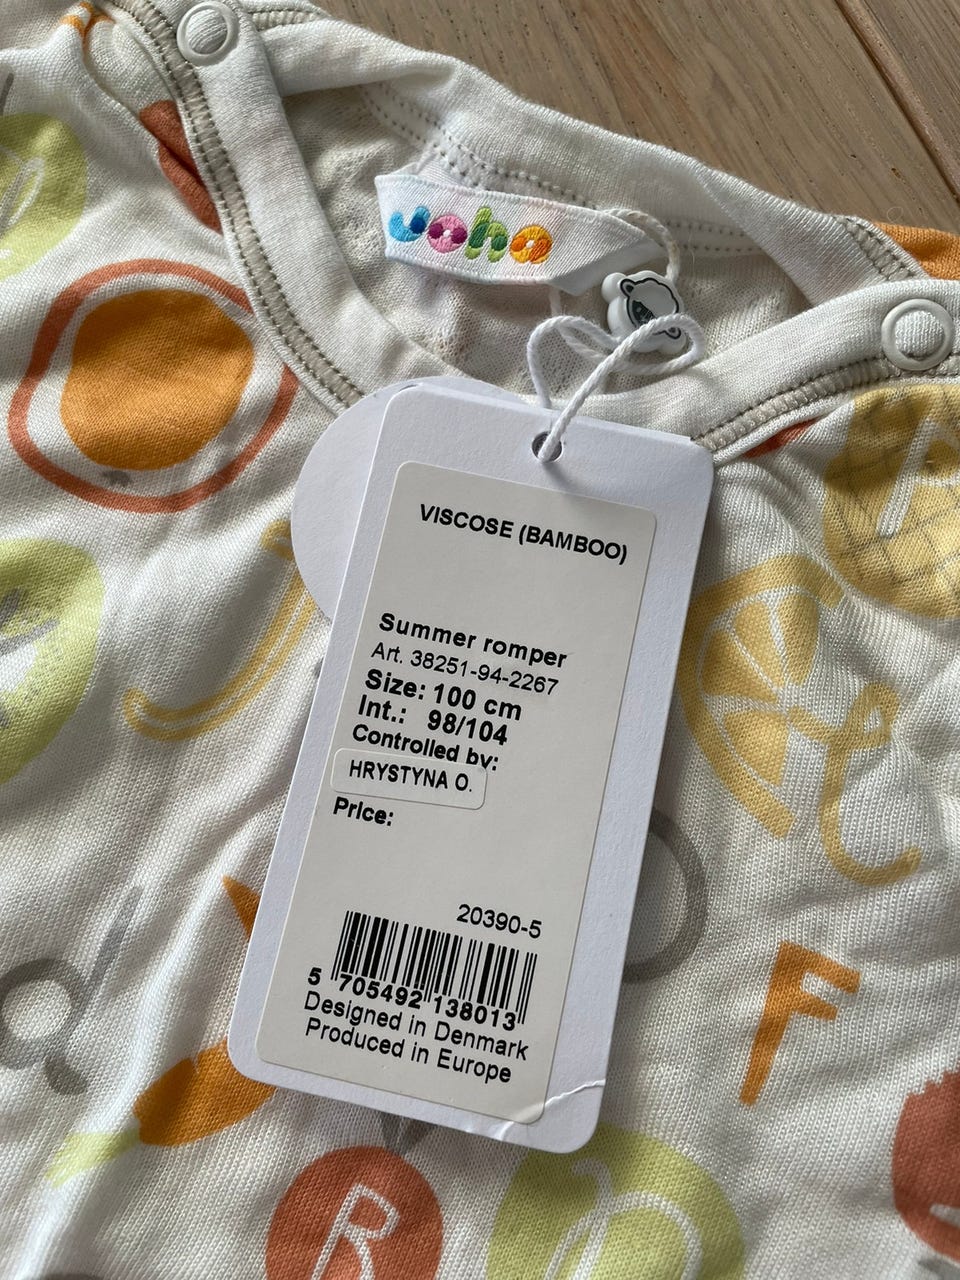 Joha
VISCOSE (BAMBOO)
Summer romper
Art. 38251-94-2267
Size: 100 cm
Int.: 98/104
Controlled by:
HRYSTYNA O.
Price:
20390-5
5 705492 138013
Designed in Denmark
Produced in Europe
F
R